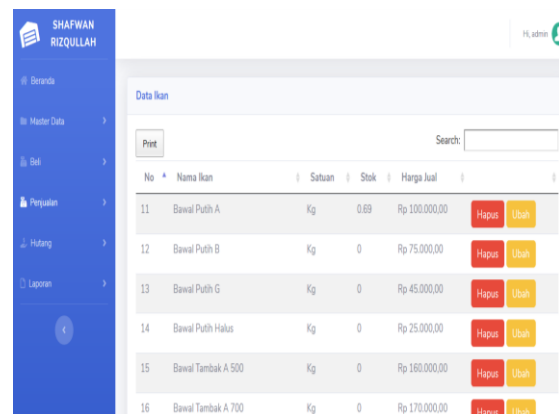 SHAFWAN
RIZQULLAH
Hi, admin
Beranda
Master Data
Beli
Penjualan
Hutang
Laporan
Data Ikan
Print
Search:
No Nama Ikan Satuan Stok Harga Jual
11 Bawal Putih A Kg 0.69 Rp 100.000,00 Hapus Ubah
12 Bawal Putih B Kg 0 Rp 75.000,00 Hapus Ubah
13 Bawal Putih G Kg 0 Rp 45.000,00 Hapus Ubah
14 Bawal Putih Halus Kg 0 Rp 25.000,00 Hapus Ubah
15 Bawal Tambak A 500 Kg 0 Rp 160.000,00 Hapus Ubah
16 Bawal Tambak A 700 Kg 0 Rp 170.000,00 Hapus Ubah